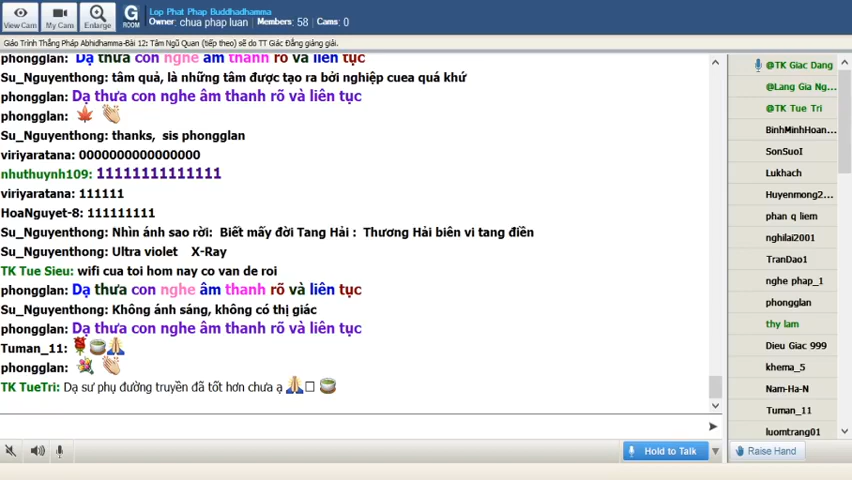 View Cam
My Cam
Enlarge
G
ROOM
Lop Phat Phap Buddhadhamma
Owner: chua phap luan Members: 58 Cams: 0
Giáo Trình Thắng Pháp Abhidhamma-Bài 12: Tâm Ngũ Quan (tiếp theo) sẽ do TT Giác Đẳng giảng giải.
phongglan: Dạ thưa con nghe âm thanh rõ và liên tục
Su_Nguyenthong: tâm quả, là những tâm được tạo ra bởi nghiệp cuea quá khứ
phongglan: Dạ thưa con nghe âm thanh rõ và liên tục
phongglan:
Su_Nguyenthong: thanks, sis phongglan
viriyaratana: 0000000000000000
nhuthuynh109: 11111111111111
viriyaratana: 111111
HoaNguyet-8: 111111111
Su_Nguyenthong: Nhìn ánh sao rời: Biết mấy đời Tang Hải : Thương Hải biên vi tang điền
Su_Nguyenthong: Ultra violet X-Ray
TK Tue Sieu: wifi cua toi hom nay co van de roi
phongglan: Dạ thưa con nghe âm thanh rõ và liên tục
Su_Nguyenthong: Không ánh sáng, không có thị giác
phongglan: Dạ thưa con nghe âm thanh rõ và liên tục
Tuman_11:
phongglan:
TK TueTri: Dạ sư phụ đường truyền đã tốt hơn chưa ạ
Hold to Talk
@TK Giac Dang
@Lang Gia Ng...
@TK Tue Tri
BinhMinhHoan...
SonSuoI
Lukhach
Huyenmong2...
phan q liem
nghilai2001
TranDao1
nghe phap_1
phongglan
thy lam
Dieu Giac 999
khema_5
Nam-Ha-N
Tuman_11
luomtrang01
Raise Hand